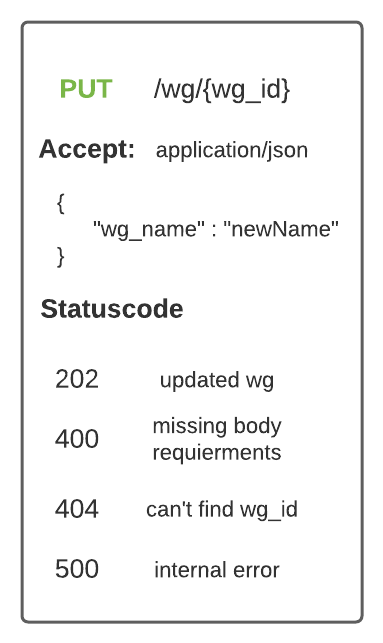 PUT /wg/{wg_id}
Accept: application/json
{
"wg_name" : "newName"
}
Statuscode
202 updated wg
400 missing body
requierments
404 can't find wg_id
500 internal error